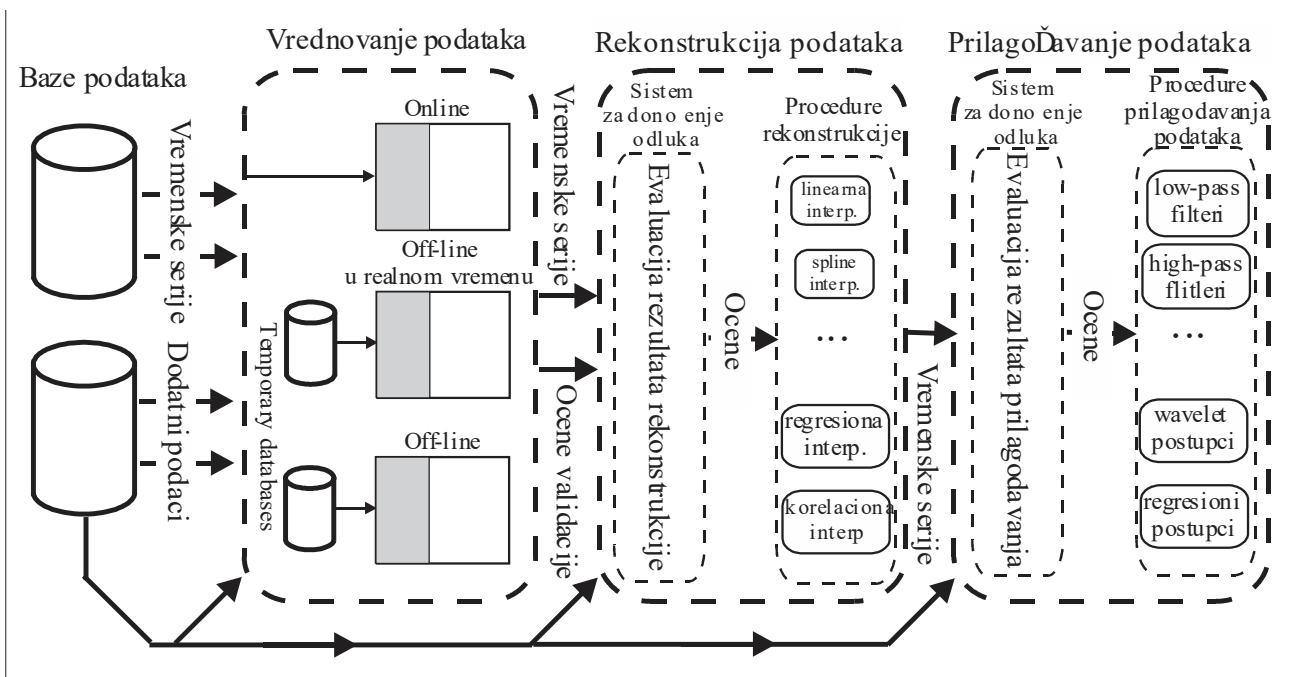 Baze podataka
Vremenske serije
Dodatni podaci
Vrednovanje podataka
Online
Off-line
u realnom vremenu
Temporary databases
Off-line
Vremenske serije
Ocene validacije
Rekonstrukcija podataka
Sistem
za dono enje
odluka
Evaluacija rezultata rekonstrukcije
Ocene
Procedure
rekonstrukcije
linearna
interp.
spline
interp.
...
regresiona
interp.
korelaciona
interp
Vremenske serije
PrilagoĎavanje podataka
Sistem
za dono enje
odluka
Evaluacija rezultata prilagodavanja
Ocene
Procedure
prilagodavanja
podataka
low-pass
filteri
high-pass
flitleri
...
wavelet
postupci
regresioni
postupci